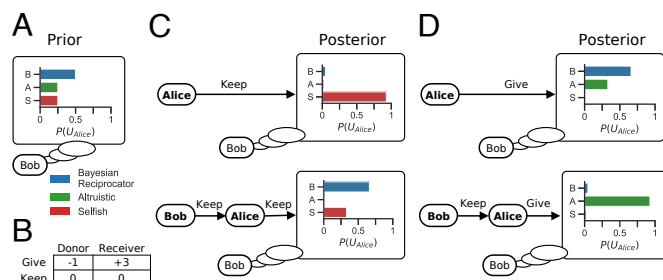 A
Prior
B
A
S
0 0.5 1
P(U_Alice)
Bob
Bayesian
Reciprocator
Altruistic
Selfish
B
Donor Receiver
Give -1 +3
Keep 0 0
C
Posterior
Alice Keep
B
A
S
0 0.5 1
P(U_Alice)
Bob
Bob Keep Alice Keep
B
A
S
0 0.5 1
P(U_Alice)
Bob
D
Posterior
Alice Give
B
A
S
0 0.5 1
P(U_Alice)
Bob
Bob Keep Alice Give
B
A
S
0 0.5 1
P(U_Alice)
Bob